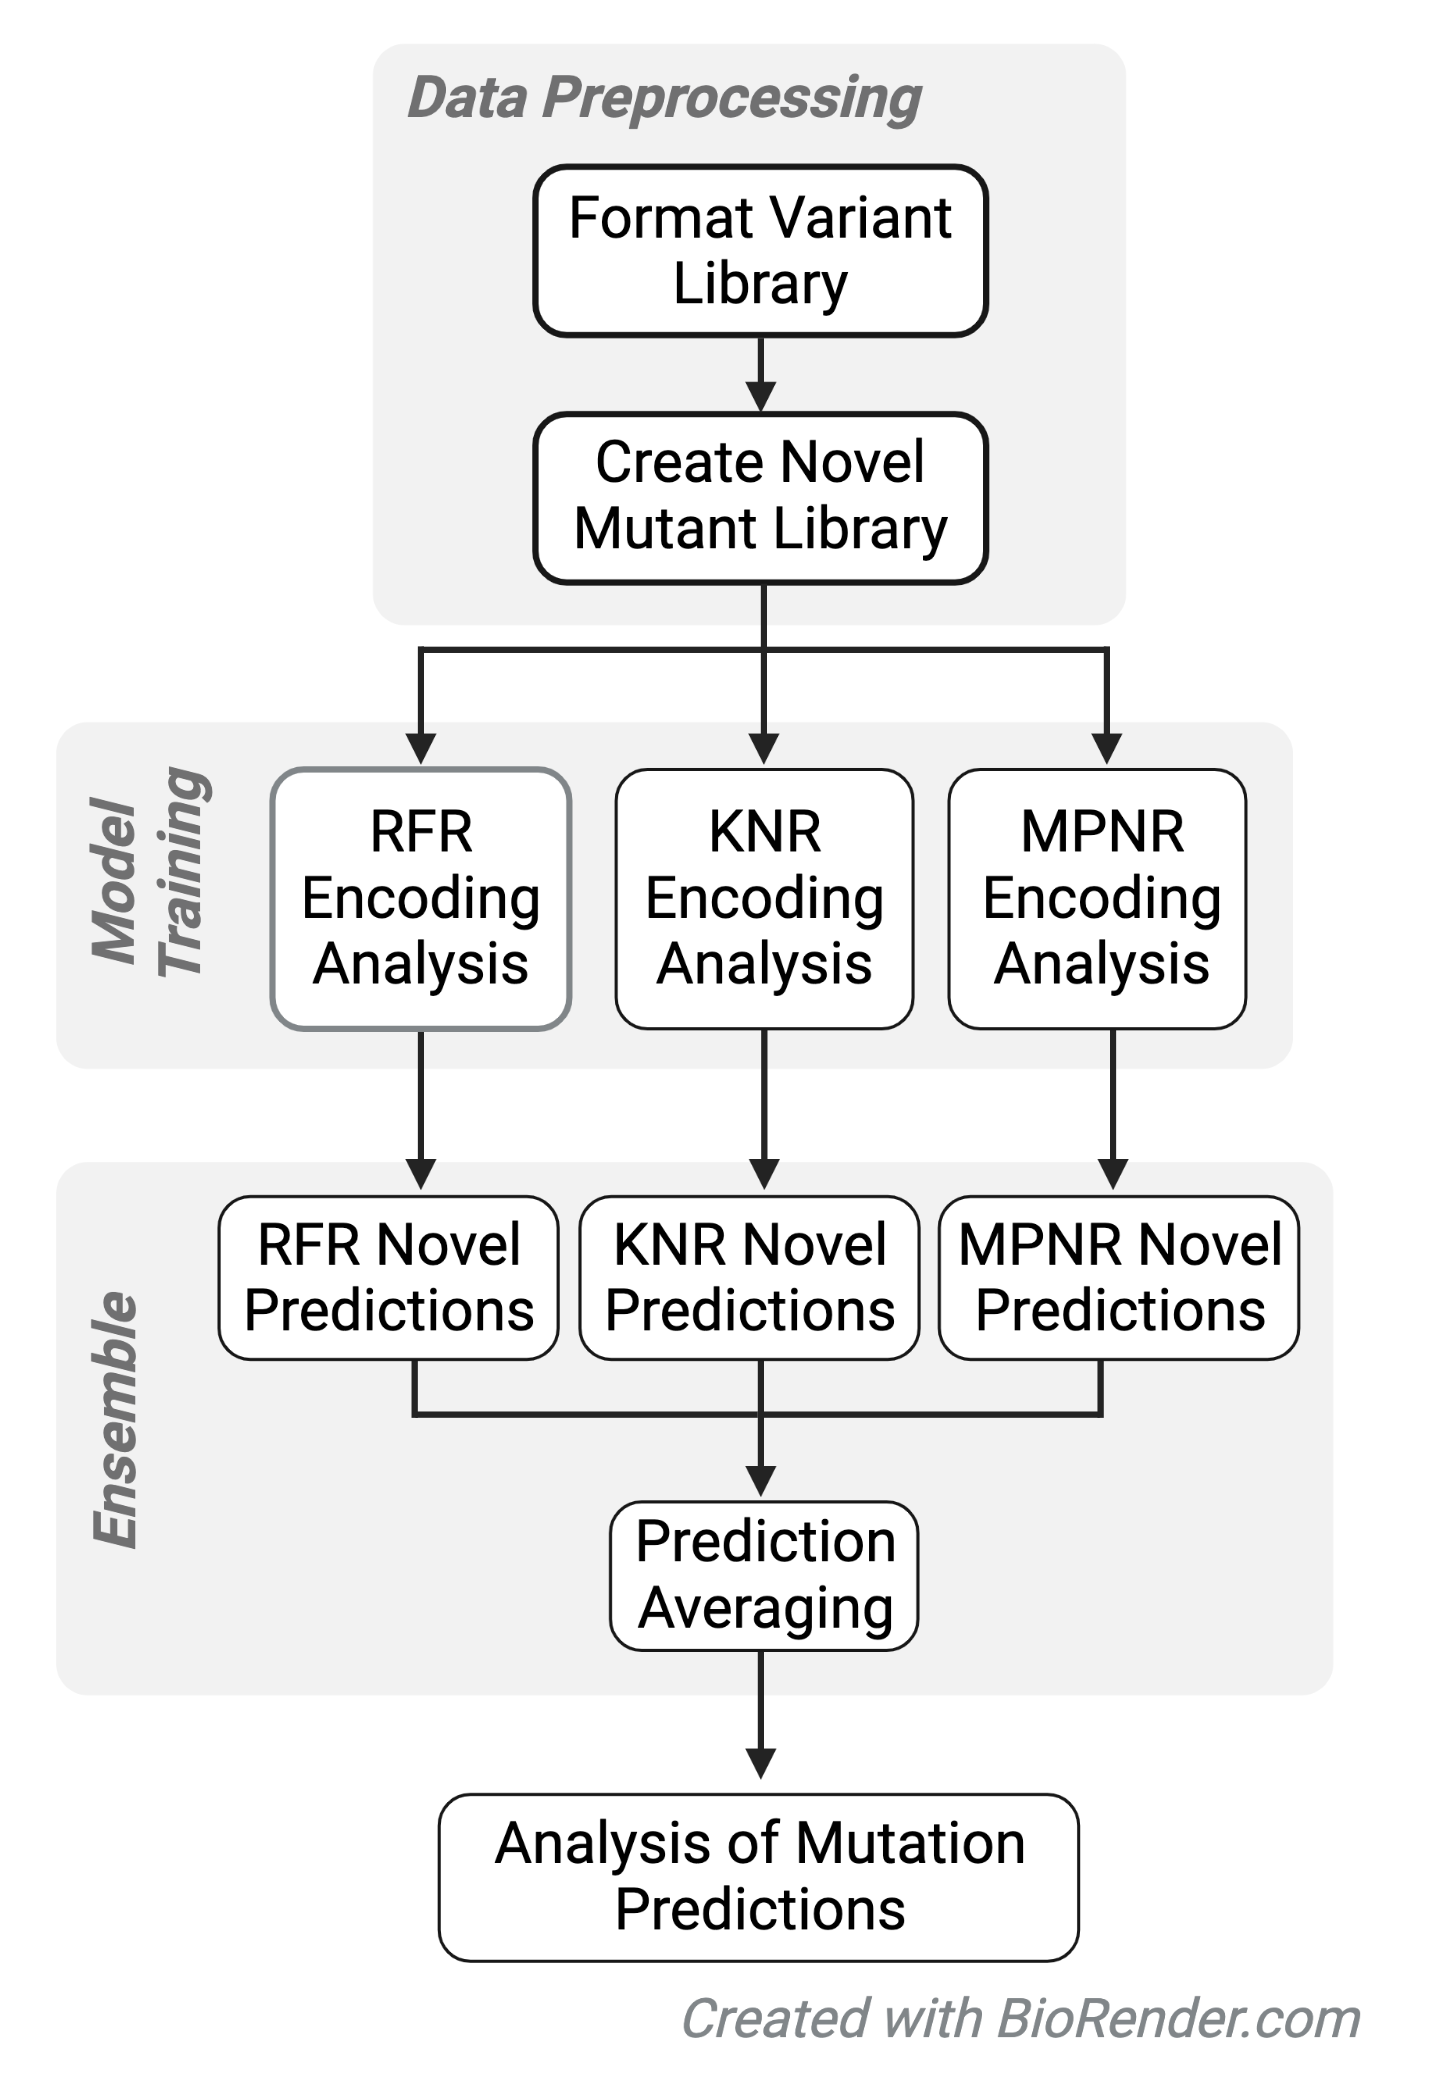 Data Preprocessing
Format Variant
Library
Create Novel
Mutant Library
Model
Training
RFR
Encoding
Analysis
KNR
Encoding
Analysis
MPNR
Encoding
Analysis
Ensemble
RFR Novel
Predictions
KNR Novel
Predictions
MPNR Novel
Predictions
Prediction
Averaging
Analysis of Mutation
Predictions
Created with BioRender.com